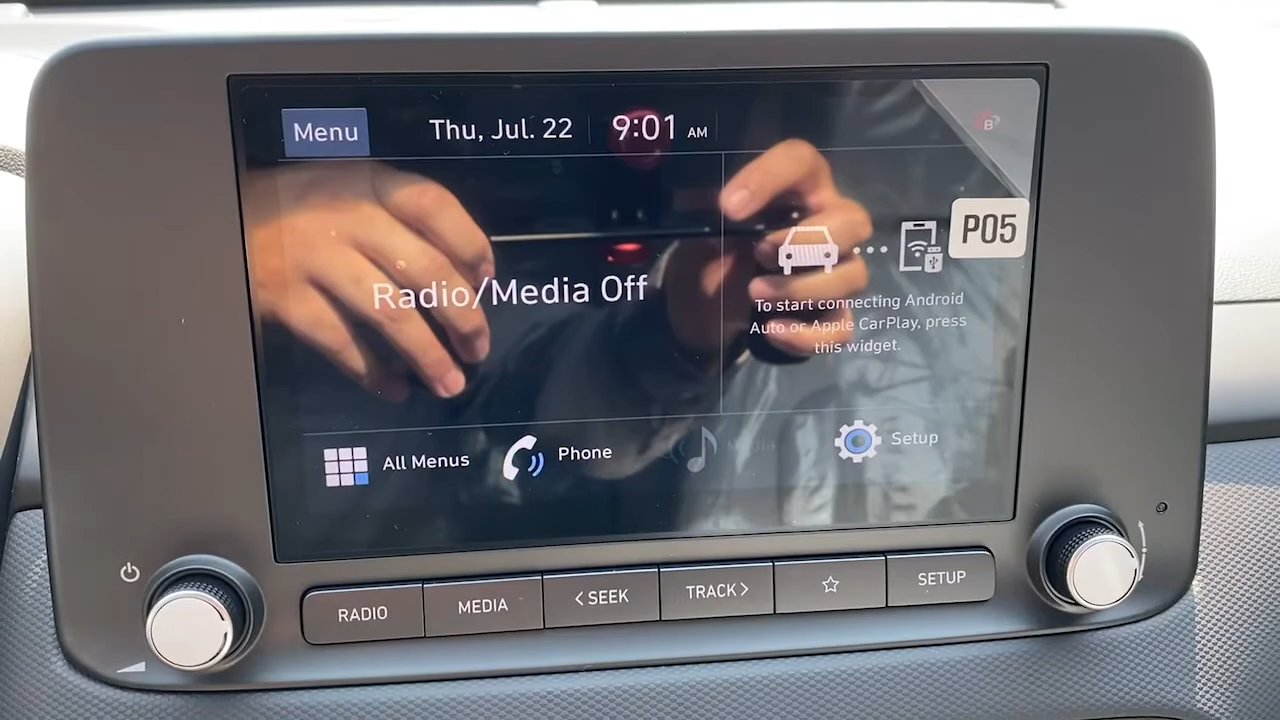 Menu
Thu, Jul. 22
9:01 AM
B
P05
Radio/Media Off
To start connecting Android
Auto or Apple CarPlay, press
this widget.
All Menus
Phone
Media
Setup
RADIO
MEDIA
< SEEK
TRACK >
SETUP